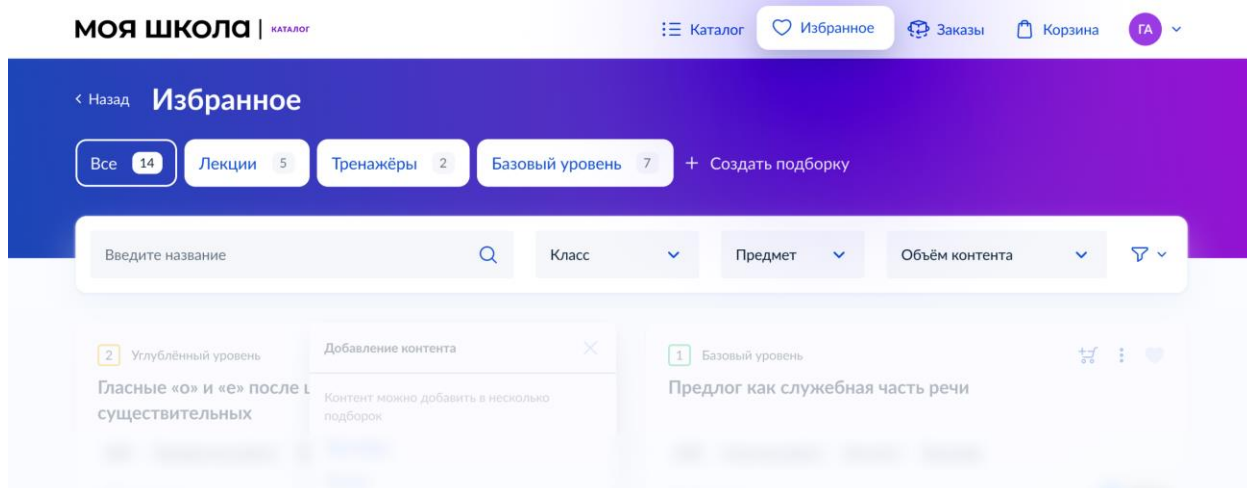 МОЯ ШКОЛА | КАТАЛОГ
Каталог
Избранное
Заказы
Корзина
ГА
Назад
Избранное
Все 14
Лекции 5
Тренажёры 2
Базовый уровень 7
+ Создать подборку
Введите название
Класс
Предмет
Объём контента
2 Углублённый уровень
Гласные «о» и «е» после
существительных
Добавление контента
Контент можно добавить в несколько
подборок
1 Базовый уровень
Предлог как служебная часть речи